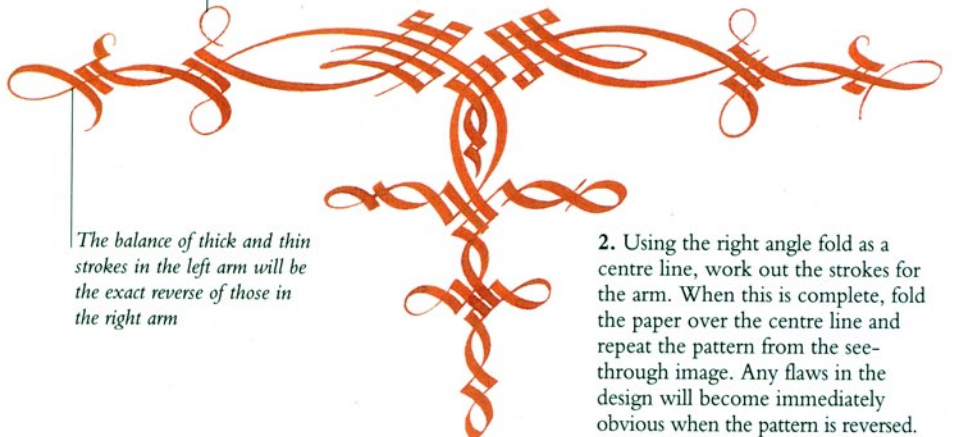 The balance of thick and thin
strokes in the left arm will be
the exact reverse of those in
the right arm
2. Using the right angle fold as a
centre line, work out the strokes for
the arm. When this is complete, fold
the paper over the centre line and
repeat the pattern from the see-
through image. Any flaws in the
design will become immediately
obvious when the pattern is reversed.